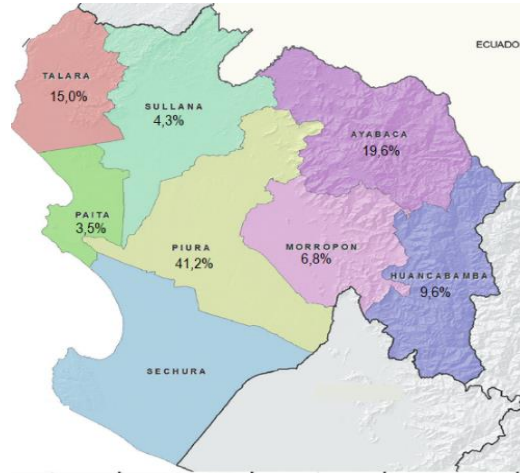 ECUADO
TALARA
15,0%
SULLANA
4,3%
AYABACA
19,6%
PAITA
3,5%
PIURA
41,2%
MORROPON
6,8%
HUANCABAMBA
9,6%
SECHURA